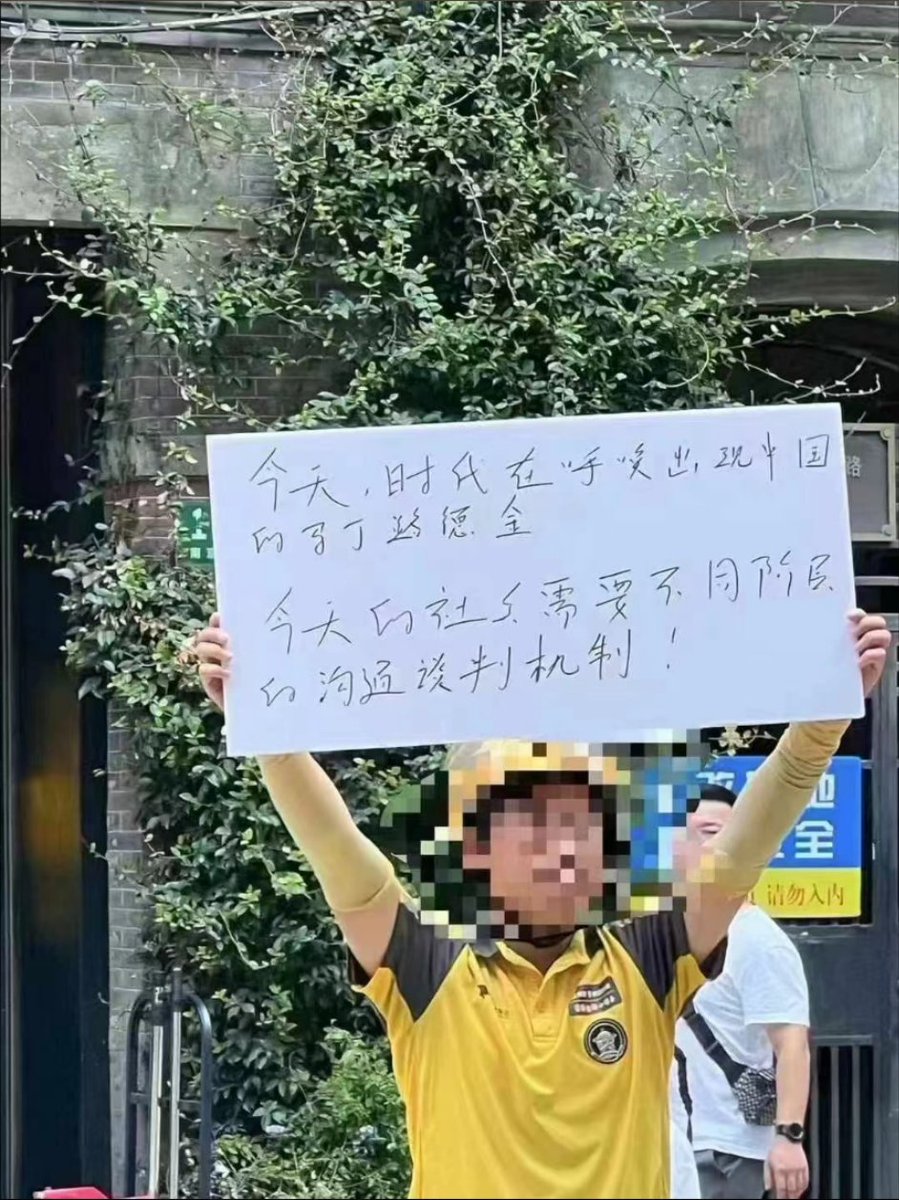 今天，时代在呼唤出现中国
的马丁路德金
今天的社会需要不同阶层
的沟通谈判机制！
路
南
全
请勿入内